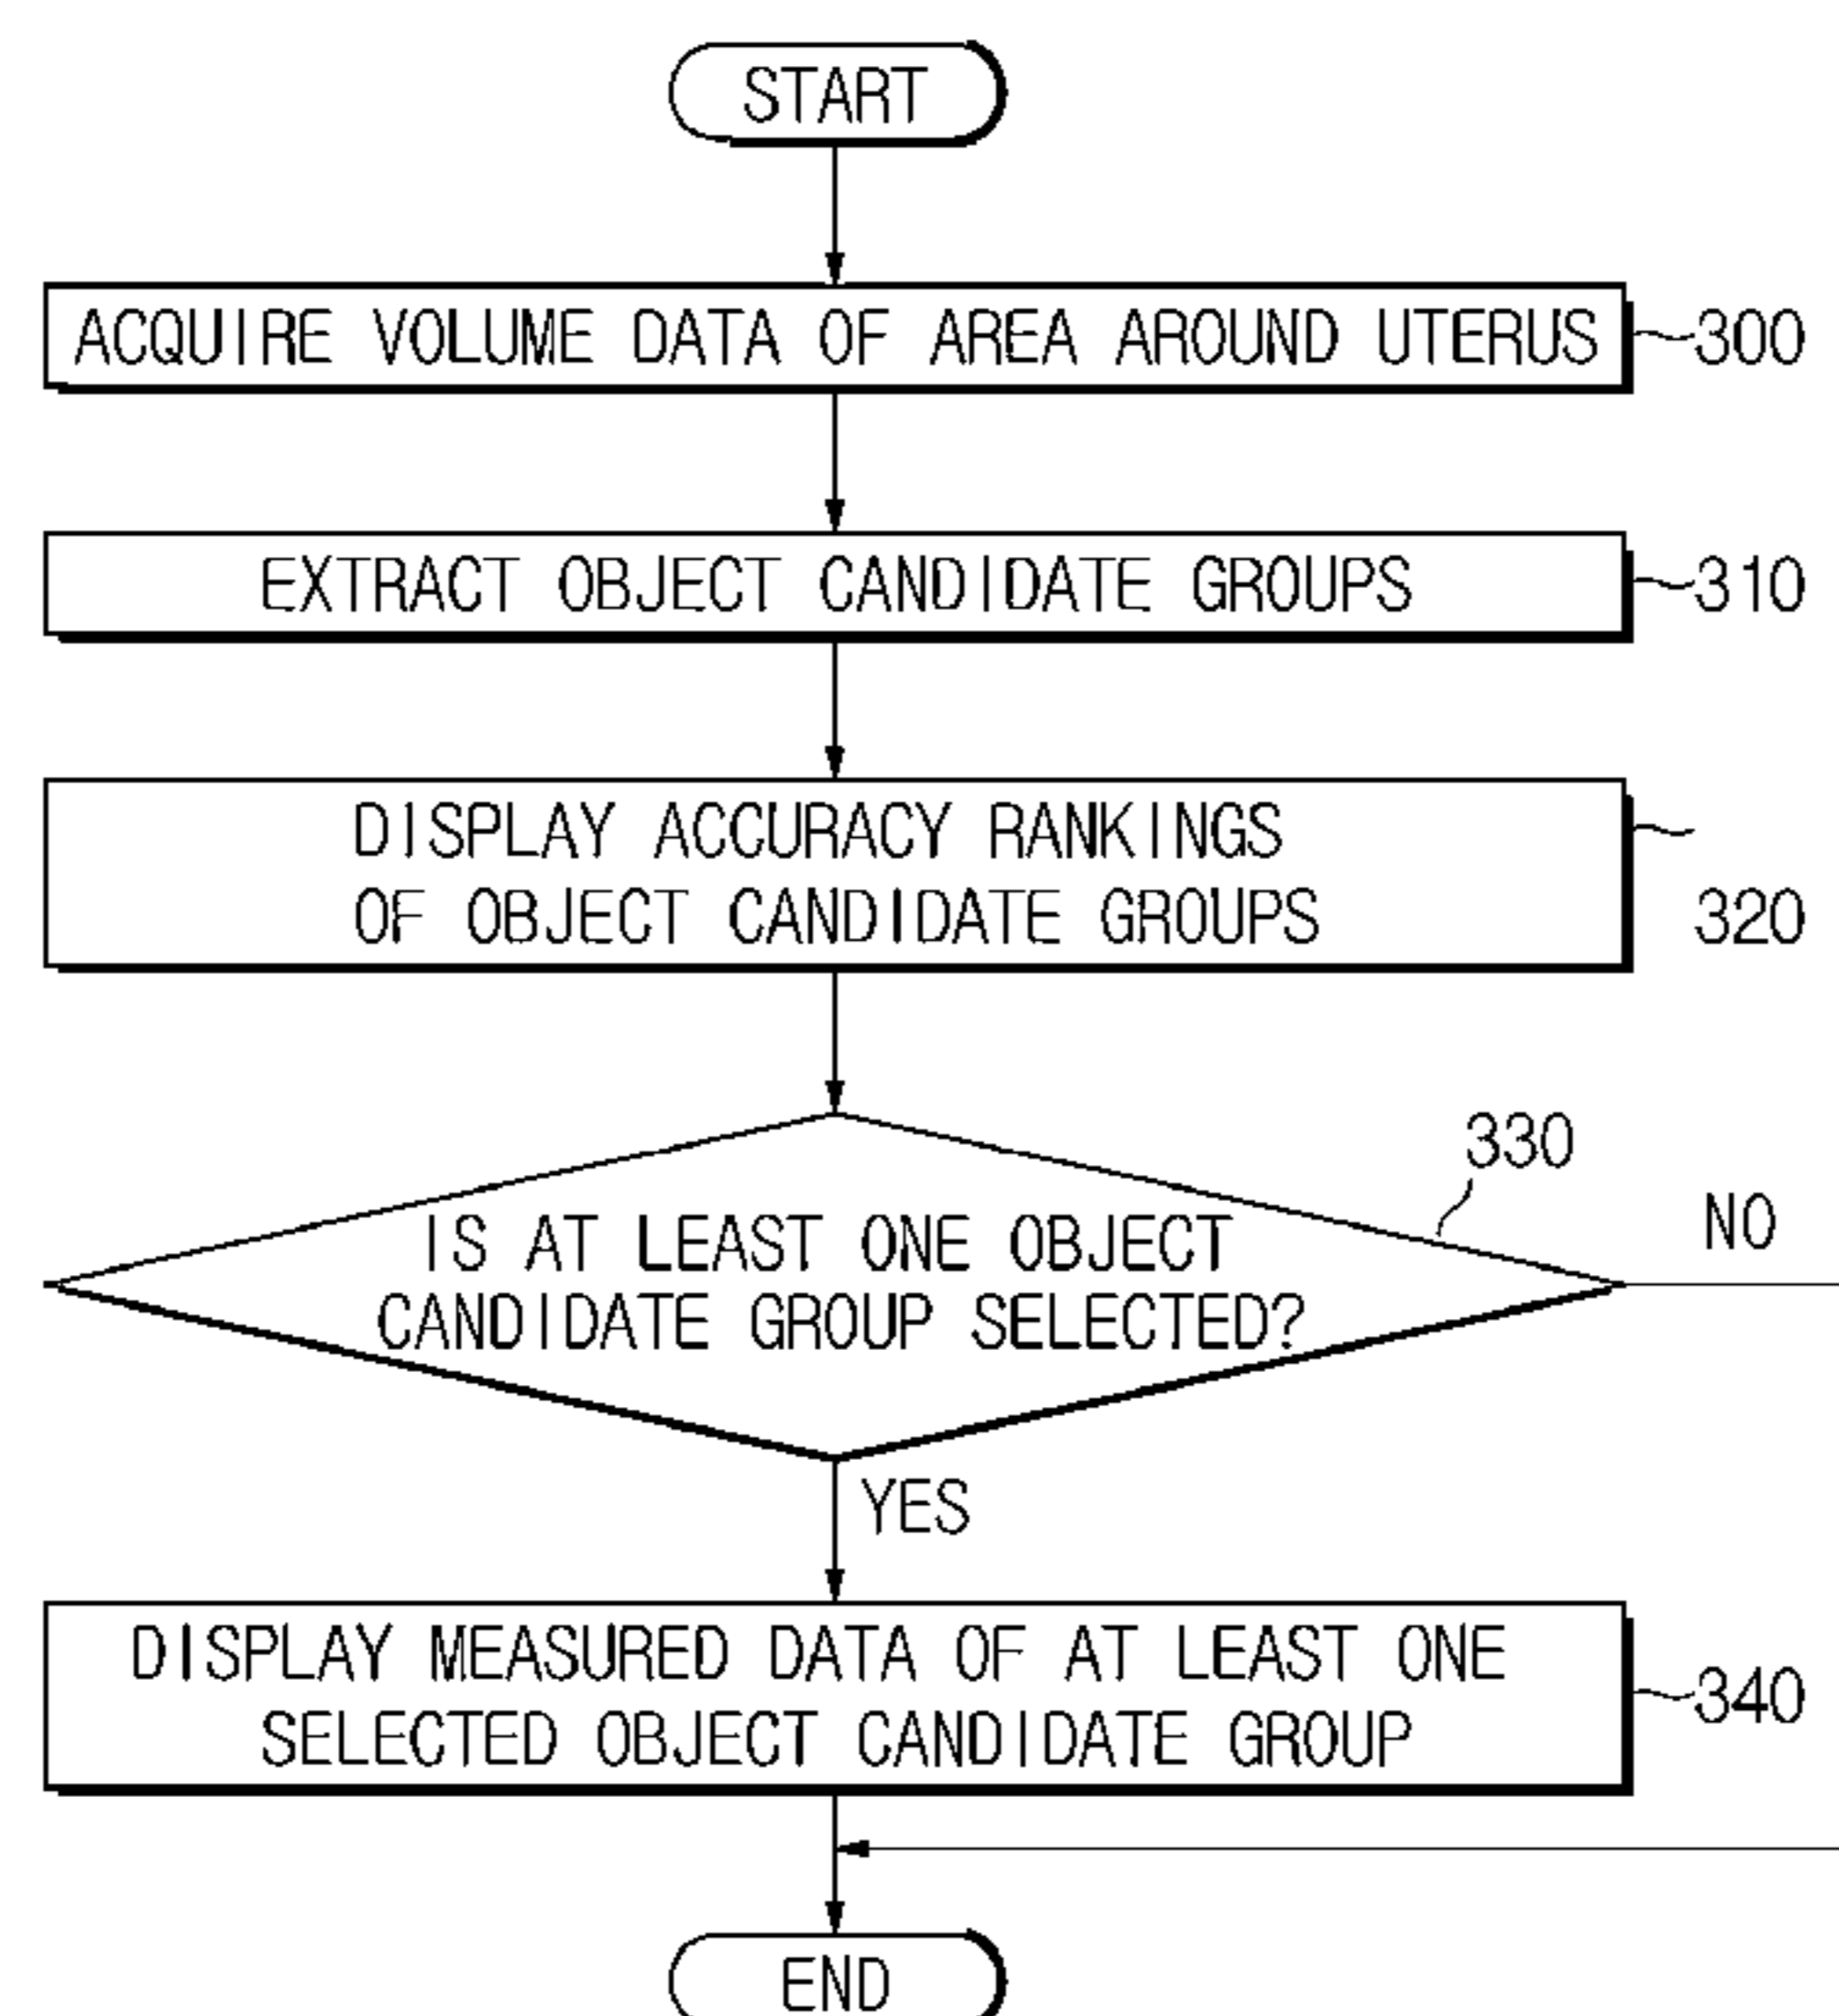 START
ACQUIRE VOLUME DATA OF AREA AROUND UTERUS
300
EXTRACT OBJECT CANDIDATE GROUPS
310
DISPLAY ACCURACY RANKINGS
OF OBJECT CANDIDATE GROUPS
320
330
IS AT LEAST ONE OBJECT
CANDIDATE GROUP SELECTED?
NO
YES
DISPLAY MEASURED DATA OF AT LEAST ONE
SELECTED OBJECT CANDIDATE GROUP
340
END